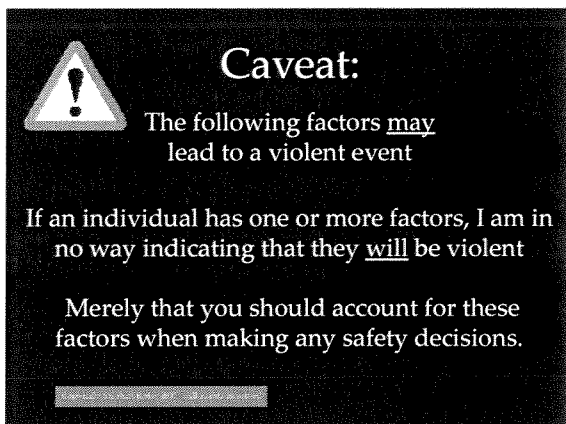 Caveat:
The following factors may
lead to a violent event
If an individual has one or more factors, I am in
no way indicating that they will be violent
Merely that you should account for these
factors when making any safety decisions.